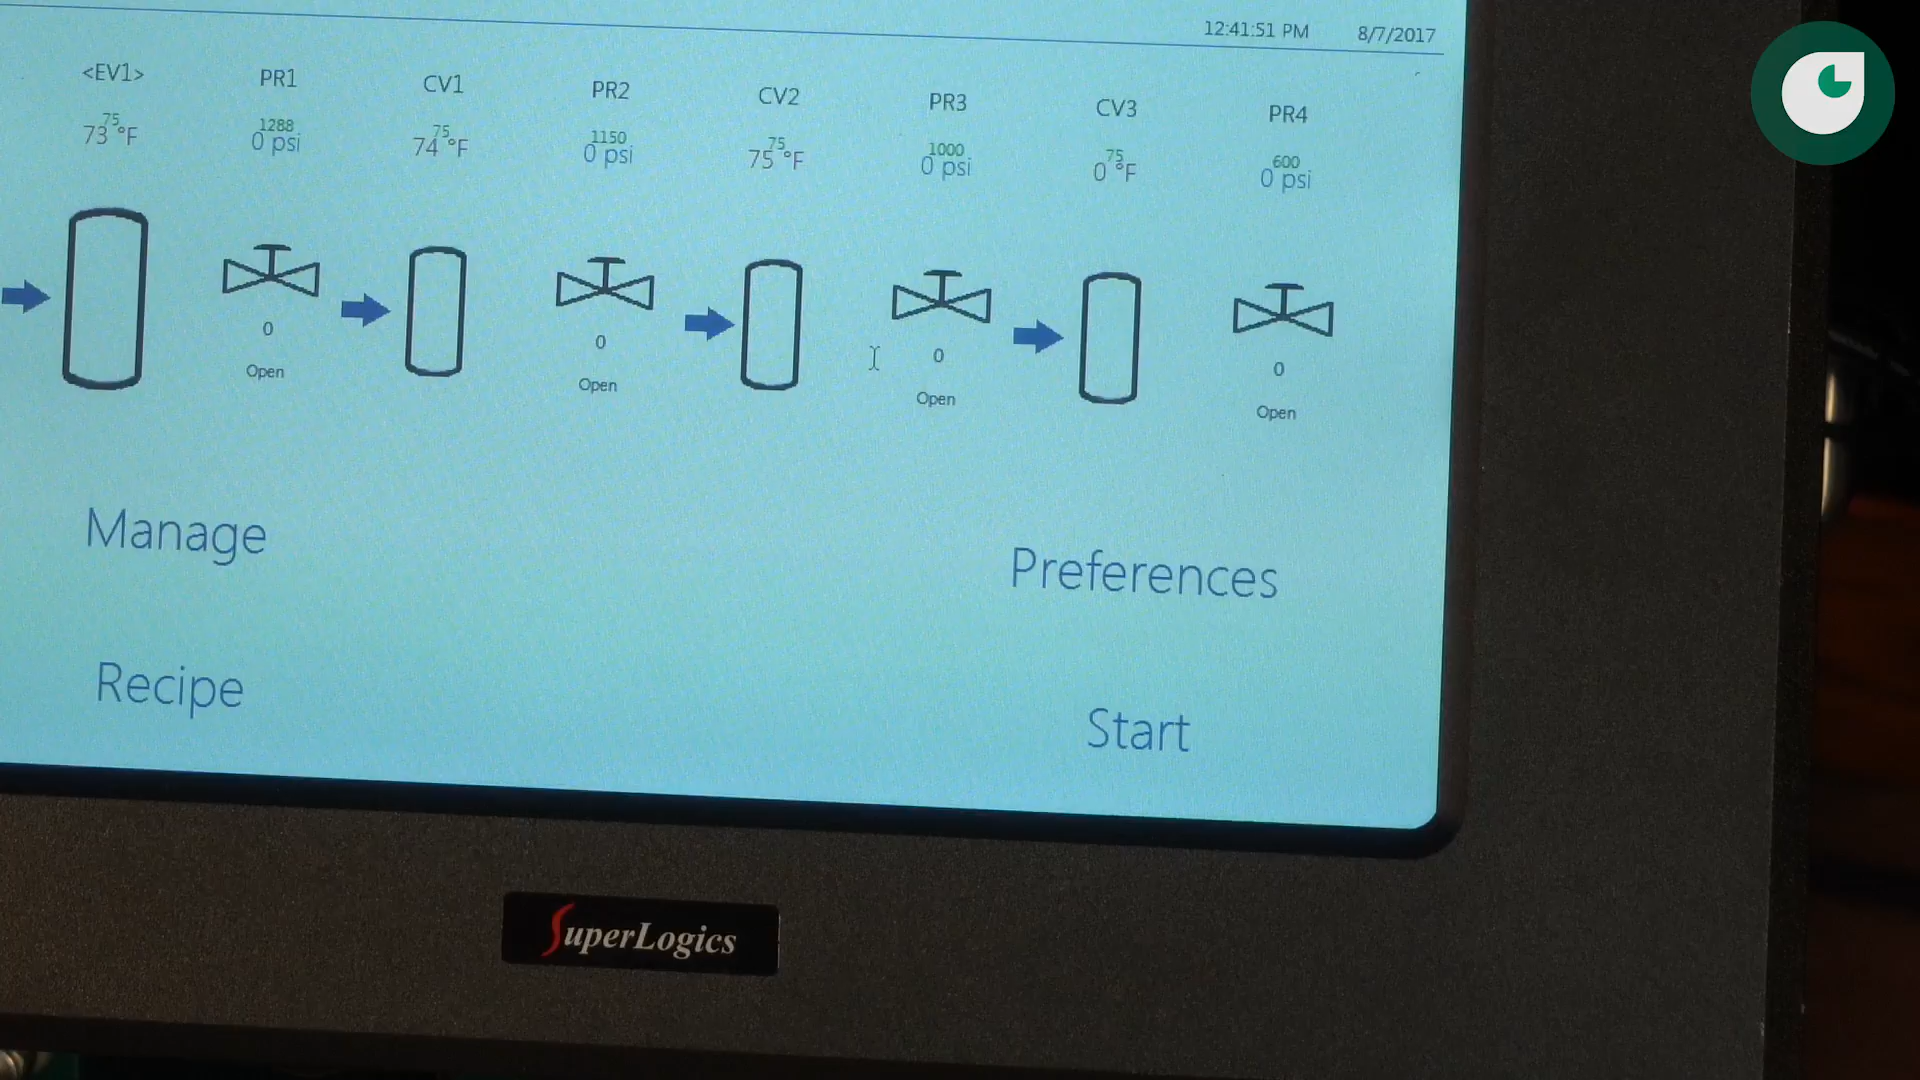 12:41:51 PM 8/7/2017
<EV1> PR1 CV1 PR2 CV2 PR3 CV3 PR4
75 1288 75 1150 75 1000 75 600
73 °F 0 psi 74 °F 0 psi 75 °F 0 psi 0 °F 0 psi
0 0 0 0
Open Open Open Open
Manage Preferences
Recipe Start
SuperLogics